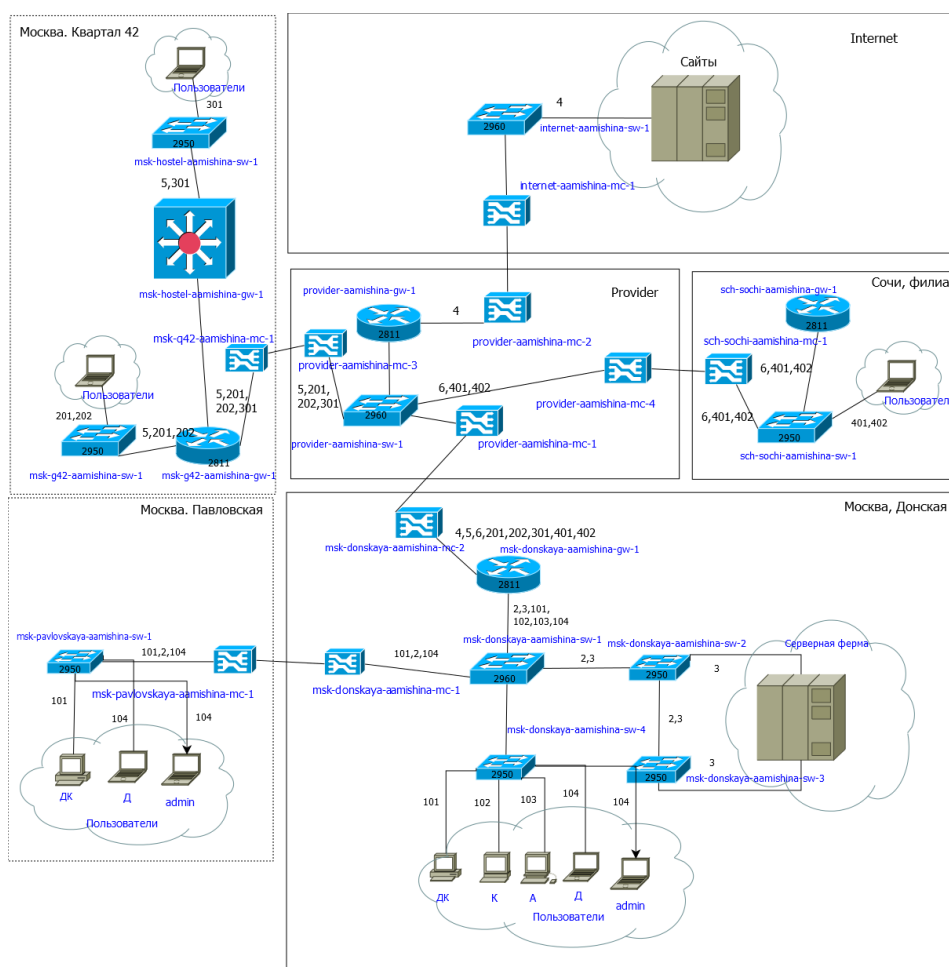 Москва. Квартал 42
Пользователи
301
2950
msk-hostel-aamishina-sw-1
5,301
msk-hostel-aamishina-gw-1
msk-q42-aamishina-mc-1
Пользователи
201,202
2950
msk-g42-aamishina-sw-1
5,201,202
2811
msk-g42-aamishina-gw-1
5,201,
202,301
Internet
Сайты
4
2960
internet-aamishina-sw-1
internet-aamishina-mc-1
Provider
provider-aamishina-gw-1
2811
4
provider-aamishina-mc-2
provider-aamishina-mc-3
5,201,
202,301
6,401,402
2960
provider-aamishina-sw-1
provider-aamishina-mc-4
provider-aamishina-mc-1
Сочи, филиа
sch-sochi-aamishina-gw-1
2811
sch-sochi-aamishina-mc-1
6,401,402
6,401,402
Пользовател
401,402
2950
sch-sochi-aamishina-sw-1
Москва. Павловская
msk-pavlovskaya-aamishina-sw-1
2950
101,2,104
msk-pavlovskaya-aamishina-mc-1
101
104
104
ДК
Д
admin
Пользователи
Москва, Донская
msk-donskaya-aamishina-mc-2
4,5,6,201,202,301,401,402
msk-donskaya-aamishina-gw-1
2811
2,3,101,
102,103,104
msk-donskaya-aamishina-sw-1
msk-donskaya-aamishina-sw-2
Серверная ферма
101,2,104
msk-donskaya-aamishina-mc-1
2960
2,3
2950
3
2,3
msk-donskaya-aamishina-sw-4
2950
2950
3
msk-donskaya-aamishina-sw-3
101
102
103
104
104
ДК
К
А
Д
admin
Пользователи